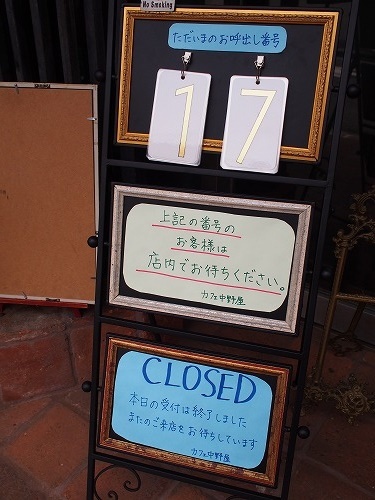 No Smoking
ただいまのお呼出し番号
17
上記の番号の
お客様は
店内でお待ちください。
カフェ中野屋
CLOSED
本日の受付は終了しました
またのご来店をお待ちしています
カフェ中野屋